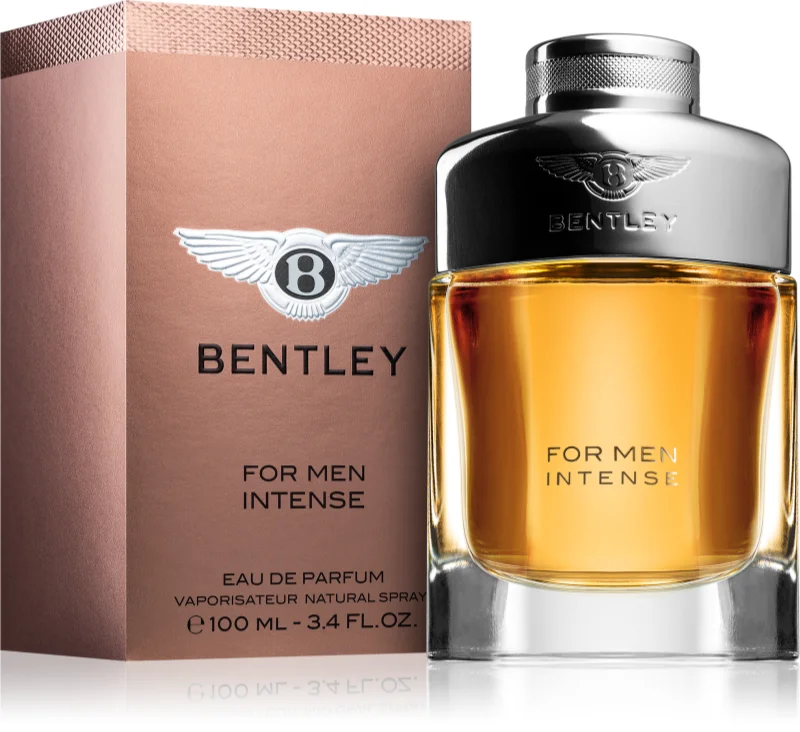 B
BENTLEY
FOR MEN
INTENSE
EAU DE PARFUM
VAPORISATEUR NATURAL SPRAY
℮100 ML - 3.4 FL.OZ.
B
BENTLEY
FOR MEN
INTENSE